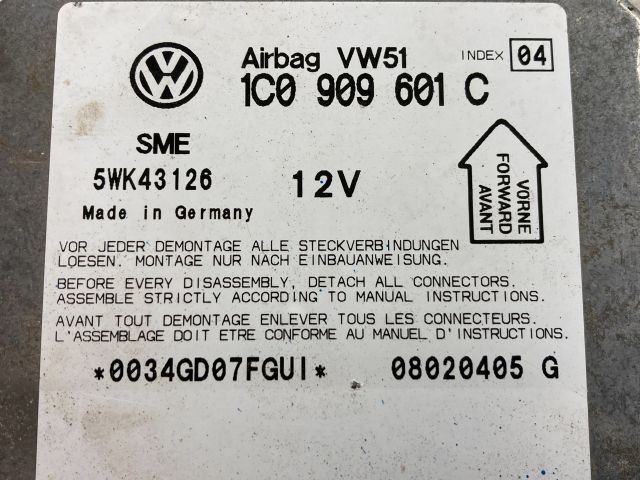 Airbag VW51 INDEX 04
1C0 909 601 C
SME
5WK43126 12V
Made in Germany
VORNE
FORWARD
AVANT
VOR JEDER DEMONTAGE ALLE STECKVERBINDUNGEN
LOESEN. MONTAGE NUR NACH EINBAUANWEISUNG.
BEFORE EVERY DISASSEMBLY, DETACH ALL CONNECTORS.
ASSEMBLE STRICTLY ACCORDING TO MANUAL INSTRUCTIONS.
AVANT TOUT DEMONTAGE ENLEVER TOUS LES CONNECTEURS.
L'ASSEMBLAGE DOIT ETRE CONFORME AU MANUEL D'INSTRUCTIONS.
*0034GD07FGUI* 08020405 G